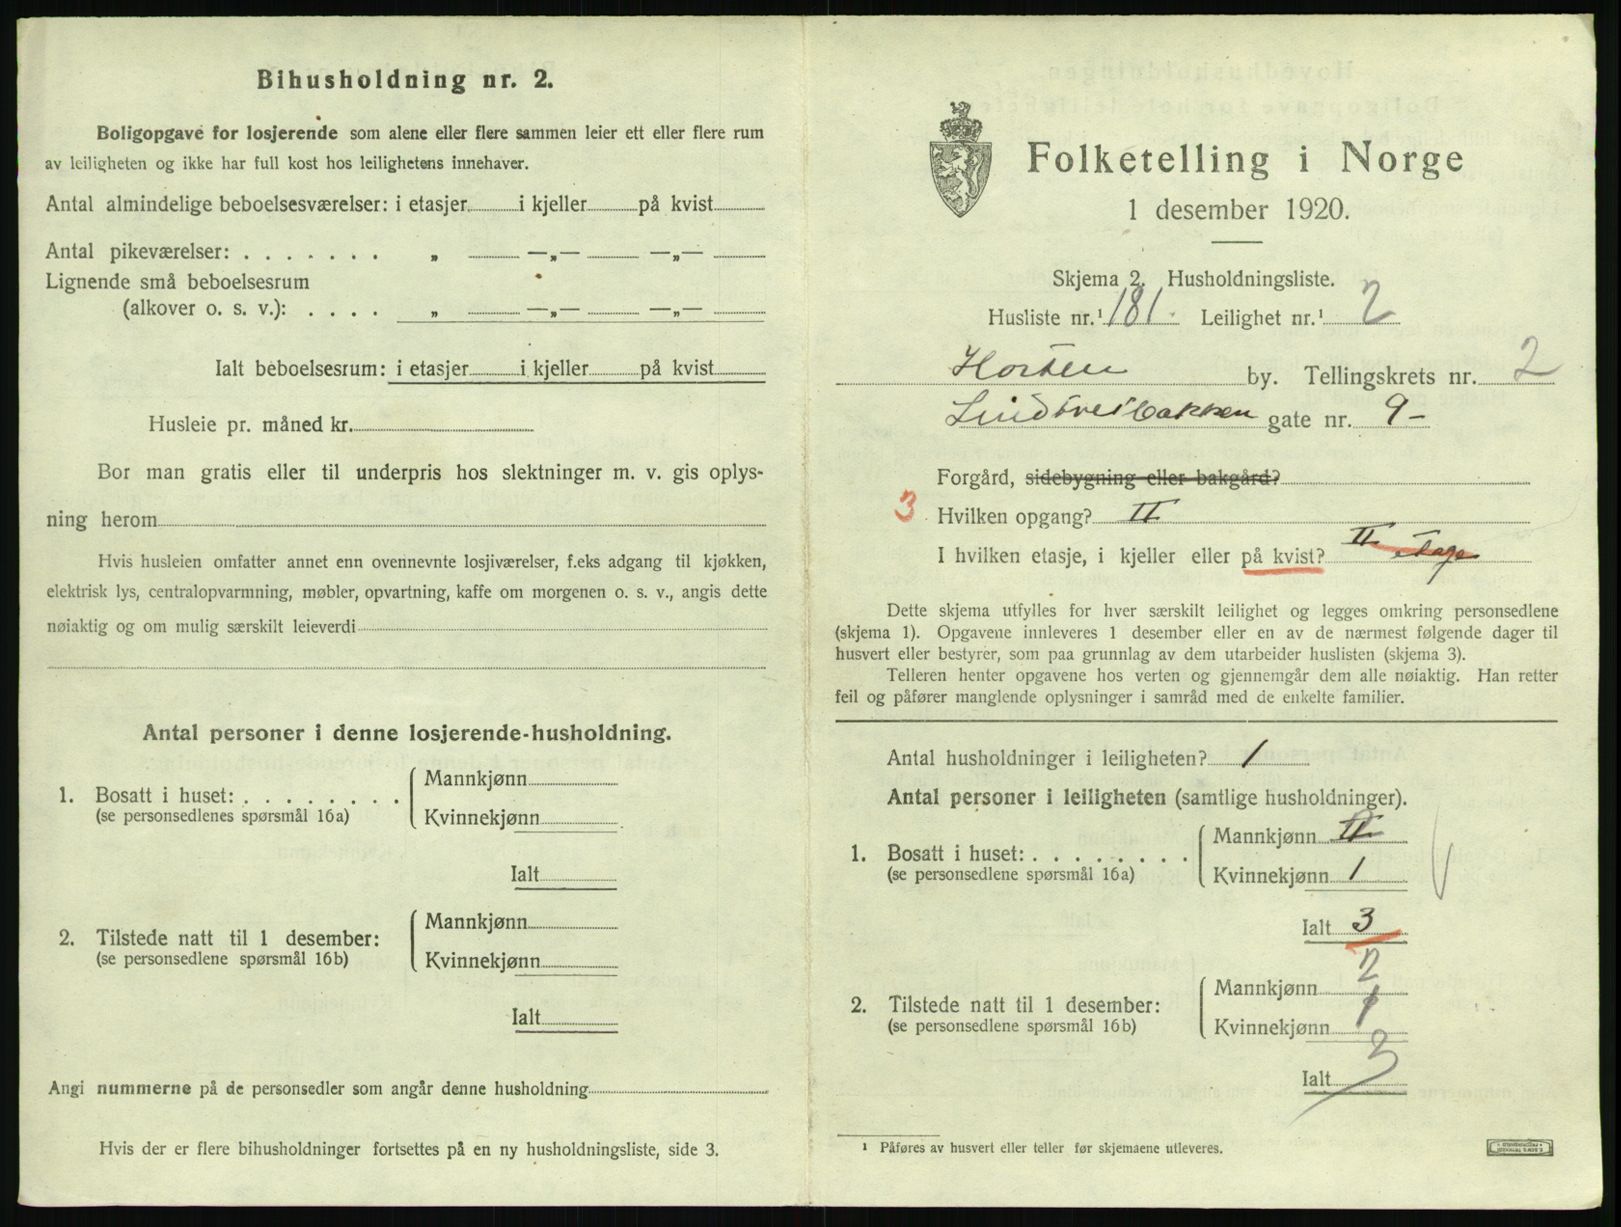 Bihusholdning nr. 2.
Boligopgave for losjerende som alene eller flere sammen leier ett eller flere rum
av leiligheten og ikke har full kost hos leilighetens innehaver.
Antal almindelige beboelsesværelser: i etasjer i kjeller på kvist
Antal pikeværelser: . . . . . . . „ —„— —„—
Lignende små beboelsesrum
(alkover o. s. v.): . . . . „ —„— —„—
Ialt beboelsesrum: i etasjer i kjeller på kvist
Husleie pr. måned kr.
Bor man gratis eller til underpris hos slektninger m. v. gis oplys-
ning herom
Hvis husleien omfatter annet enn ovennevnte losjiværelser, f.eks adgang til kjøkken,
elektrisk lys, centralopvarmning, møbler, opvartning, kaffe om morgenen o. s. v., angis dette
nøiaktig og om mulig særskilt leieverdi
Antal personer i denne losjerende-husholdning.
1. Bosatt i huset: . . . . . . . .
(se personsedlenes spørsmål 16a)
Mannkjønn
Kvinnekjønn
Ialt
2. Tilstede natt til 1 desember:
(se personsedlene spørsmål 16b)
Mannkjønn
Kvinnekjønn
Ialt
Angi nummerne på de personsedler som angår denne husholdning
Hvis der er flere bihusholdninger fortsettes på en ny husholdningsliste, side 3.
Folketelling i Norge
1 desember 1920.
Skjema 2. Husholdningsliste.
Husliste nr.¹ 181. Leilighet nr.¹ 2
Horten by. Tellingskrets nr. 2
gate nr. 9 -
Forgård, sidebygning eller bakgård?
3 Hvilken opgang? II
I hvilken etasje, i kjeller eller på kvist? II etage
Dette skjema utfylles for hver særskilt leilighet og legges omkring personsedlene
(skjema 1). Opgavene innleveres 1 desember eller en av de nærmest følgende dager til
husvert eller bestyrer, som paa grunnlag av dem utarbeider huslisten (skjema 3).
Telleren henter opgavene hos verten og gjennemgår dem alle nøiaktig. Han retter
feil og påfører manglende oplysninger i samråd med de enkelte familier.
Antal husholdninger i leiligheten? 1
Antal personer i leiligheten (samtlige husholdninger).
1. Bosatt i huset: . . . . . . . .
(se personsedlene spørsmål 16a)
Mannkjønn II
Kvinnekjønn 1
Ialt 3
2. Tilstede natt til 1 desember:
(se personsedlene spørsmål 16b)
Mannkjønn 2
Kvinnekjønn 1
Ialt 3
¹ Påføres av husvert eller teller før skjemaene utleveres.